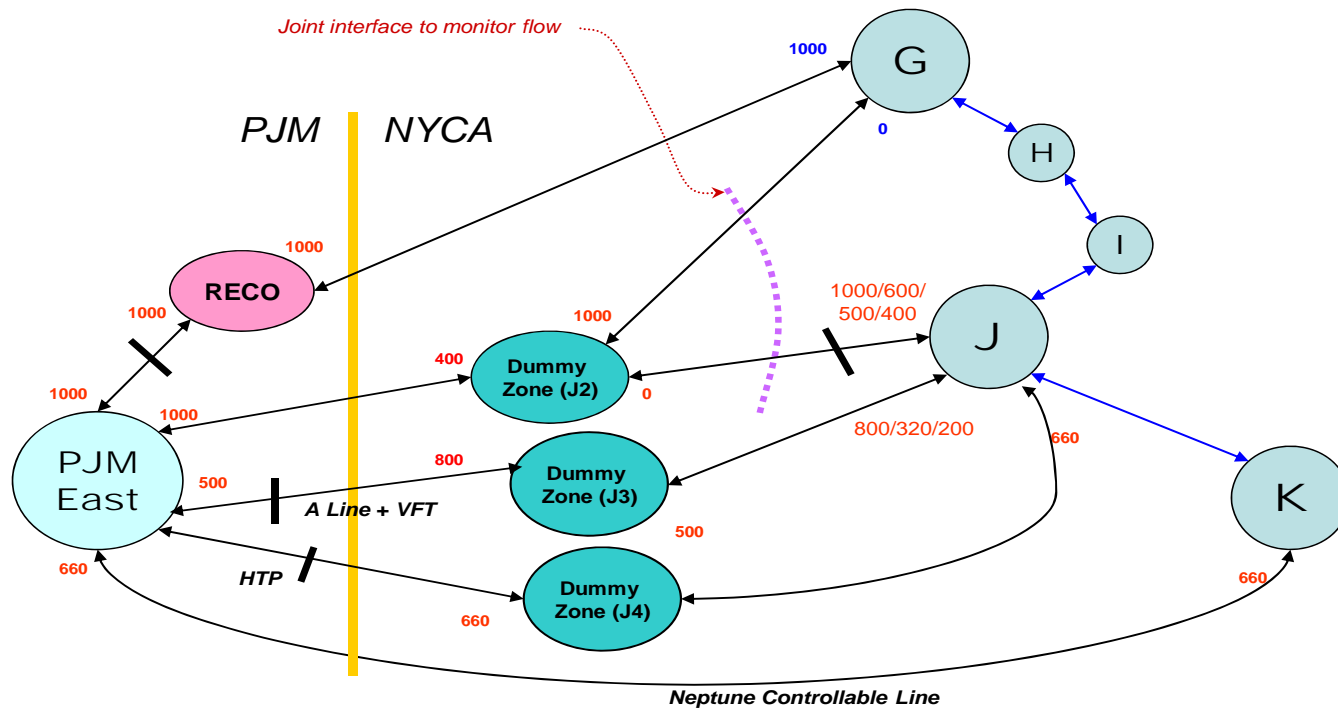 Joint interface to monitor flow
1000
G
0
PJM
NYCA
H
I
1000
RECO
1000
1000/600/
500/400
J
1000
400
Dummy
Zone (J2)
0
1000
1000
PJM
East
500
800
Dummy
Zone (J3)
800/320/200
660
A Line + VFT
500
K
HTP
660
Dummy
Zone (J4)
660
660
Neptune Controllable Line